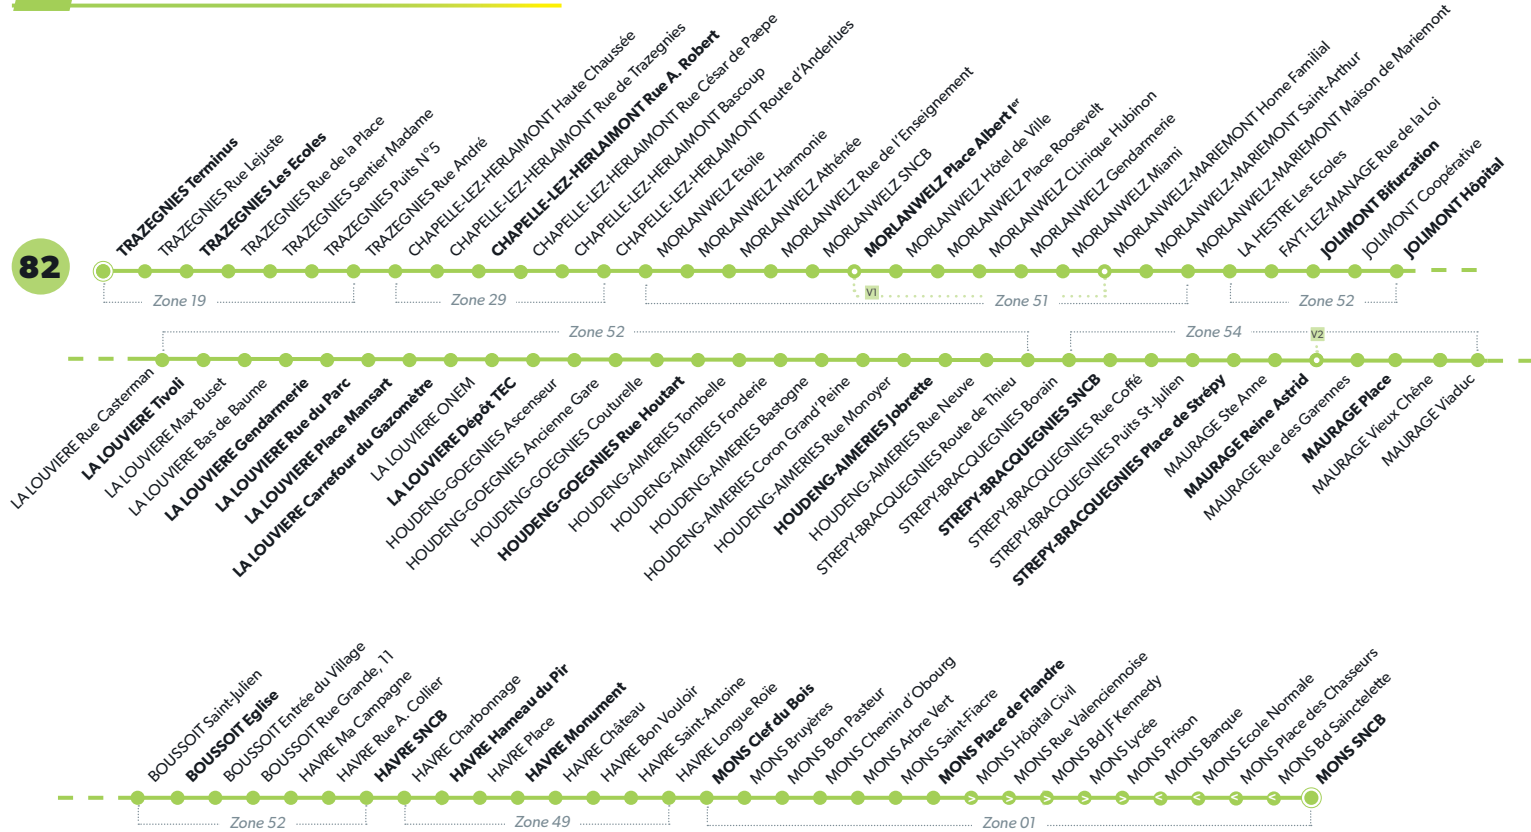 82
TRAZEGNIES Terminus
TRAZEGNIES Rue Lejuste
TRAZEGNIES Les Ecoles
TRAZEGNIES Rue de la Place
TRAZEGNIES Sentier Madame
TRAZEGNIES Puits N°5
TRAZEGNIES Rue André
CHAPELLE-LEZ-HERLAIMONT Haute Chaussée
CHAPELLE-LEZ-HERLAIMONT Rue de Trazegnies
CHAPELLE-LEZ-HERLAIMONT Rue A. Robert
CHAPELLE-LEZ-HERLAIMONT Rue César de Paepe
CHAPELLE-LEZ-HERLAIMONT Bascoup
CHAPELLE-LEZ-HERLAIMONT Route d'Anderlues
MORLANWELZ Etoile
MORLANWELZ Harmonie
MORLANWELZ Athénée
MORLANWELZ Rue de l'Enseignement
MORLANWELZ SNCB
MORLANWELZ Place Albert Ier
MORLANWELZ Hôtel de Ville
MORLANWELZ Place Roosevelt
MORLANWELZ Clinique Hubinon
MORLANWELZ Gendarmerie
MORLANWELZ Miami
MORLANWELZ-MARIEMONT Home Familial
MORLANWELZ-MARIEMONT Saint-Arthur
MORLANWELZ-MARIEMONT Maison de Mariemont
LA HESTRE Les Ecoles
FAYT-LEZ-MANAGE Rue de la Loi
JOLIMONT Bifurcation
JOLIMONT Coopérative
JOLIMONT Hôpital
Zone 19
Zone 29
V1
Zone 51
Zone 52
Zone 52
Zone 54
V2
LA LOUVIERE Rue Casterman
LA LOUVIERE Tivoli
LA LOUVIERE Max Buset
LA LOUVIERE Bas de Baume
LA LOUVIERE Gendarmerie
LA LOUVIERE Rue du Parc
LA LOUVIERE Place Mansart
LA LOUVIERE Carrefour du Gazomètre
LA LOUVIERE ONEM
LA LOUVIERE Dépôt TEC
HOUDENG-GOEGNIES Ascenseur
HOUDENG-GOEGNIES Ancienne Gare
HOUDENG-GOEGNIES Couturelle
HOUDENG-GOEGNIES Rue Houtart
HOUDENG-AIMERIES Tombelle
HOUDENG-AIMERIES Fonderie
HOUDENG-AIMERIES Bastogne
HOUDENG-AIMERIES Coron Grand'Peine
HOUDENG-AIMERIES Rue Monoyer
HOUDENG-AIMERIES Jobrette
HOUDENG-AIMERIES Rue Neuve
STREPY-BRACQUEGNIES Route de Thieu
STREPY-BRACQUEGNIES Borain
STREPY-BRACQUEGNIES SNCB
STREPY-BRACQUEGNIES Rue Coffé
STREPY-BRACQUEGNIES Puits St-Julien
STREPY-BRACQUEGNIES Place de Strépy
MAURAGE Ste Anne
MAURAGE Reine Astrid
MAURAGE Rue des Garennes
MAURAGE Place
MAURAGE Vieux Chêne
MAURAGE Viaduc
BOUSSOIT Saint-Julien
BOUSSOIT Eglise
BOUSSOIT Entrée du Village
BOUSSOIT Rue Grande, 11
HAVRE Ma Campagne
HAVRE Rue A. Collier
HAVRE SNCB
HAVRE Charbonnage
HAVRE Hameau du Pir
HAVRE Place
HAVRE Monument
HAVRE Château
HAVRE Bon Vouloir
HAVRE Saint-Antoine
HAVRE Longue Roie
MONS Clef du Bois
MONS Bruyères
MONS Bon Pasteur
MONS Chemin d'Obourg
MONS Arbre Vert
MONS Saint-Fiacre
MONS Place de Flandre
MONS Hôpital Civil
MONS Rue Valenciennoise
MONS Bd JF Kennedy
MONS Lycée
MONS Prison
MONS Banque
MONS Ecole Normale
MONS Place des Chasseurs
MONS Bd Sainctelette
MONS SNCB
Zone 52
Zone 49
Zone 01